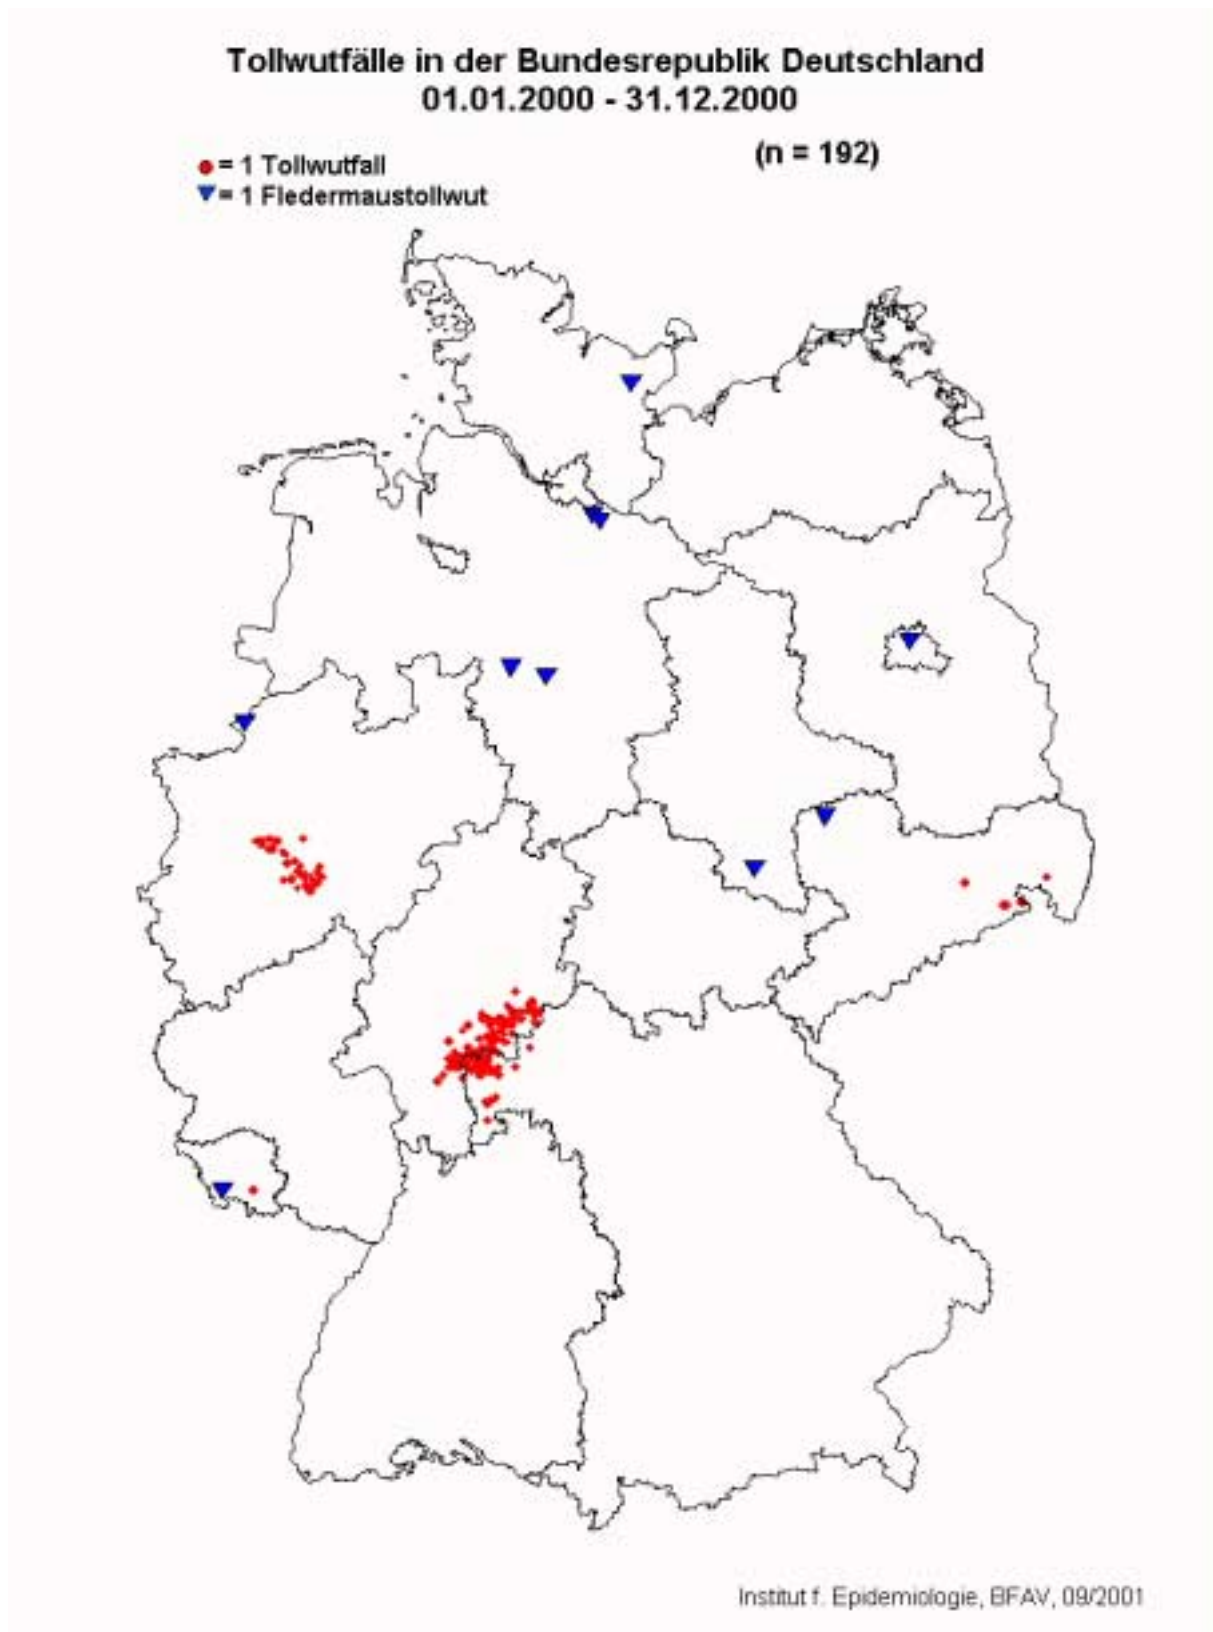 Tollwutfälle in der Bundesrepublik Deutschland
01.01.2000 - 31.12.2000
(n = 192)
= 1 Tollwutfall
= 1 Fledermaustollwut
Institut f. Epidemiologie, BFAV, 09/2001